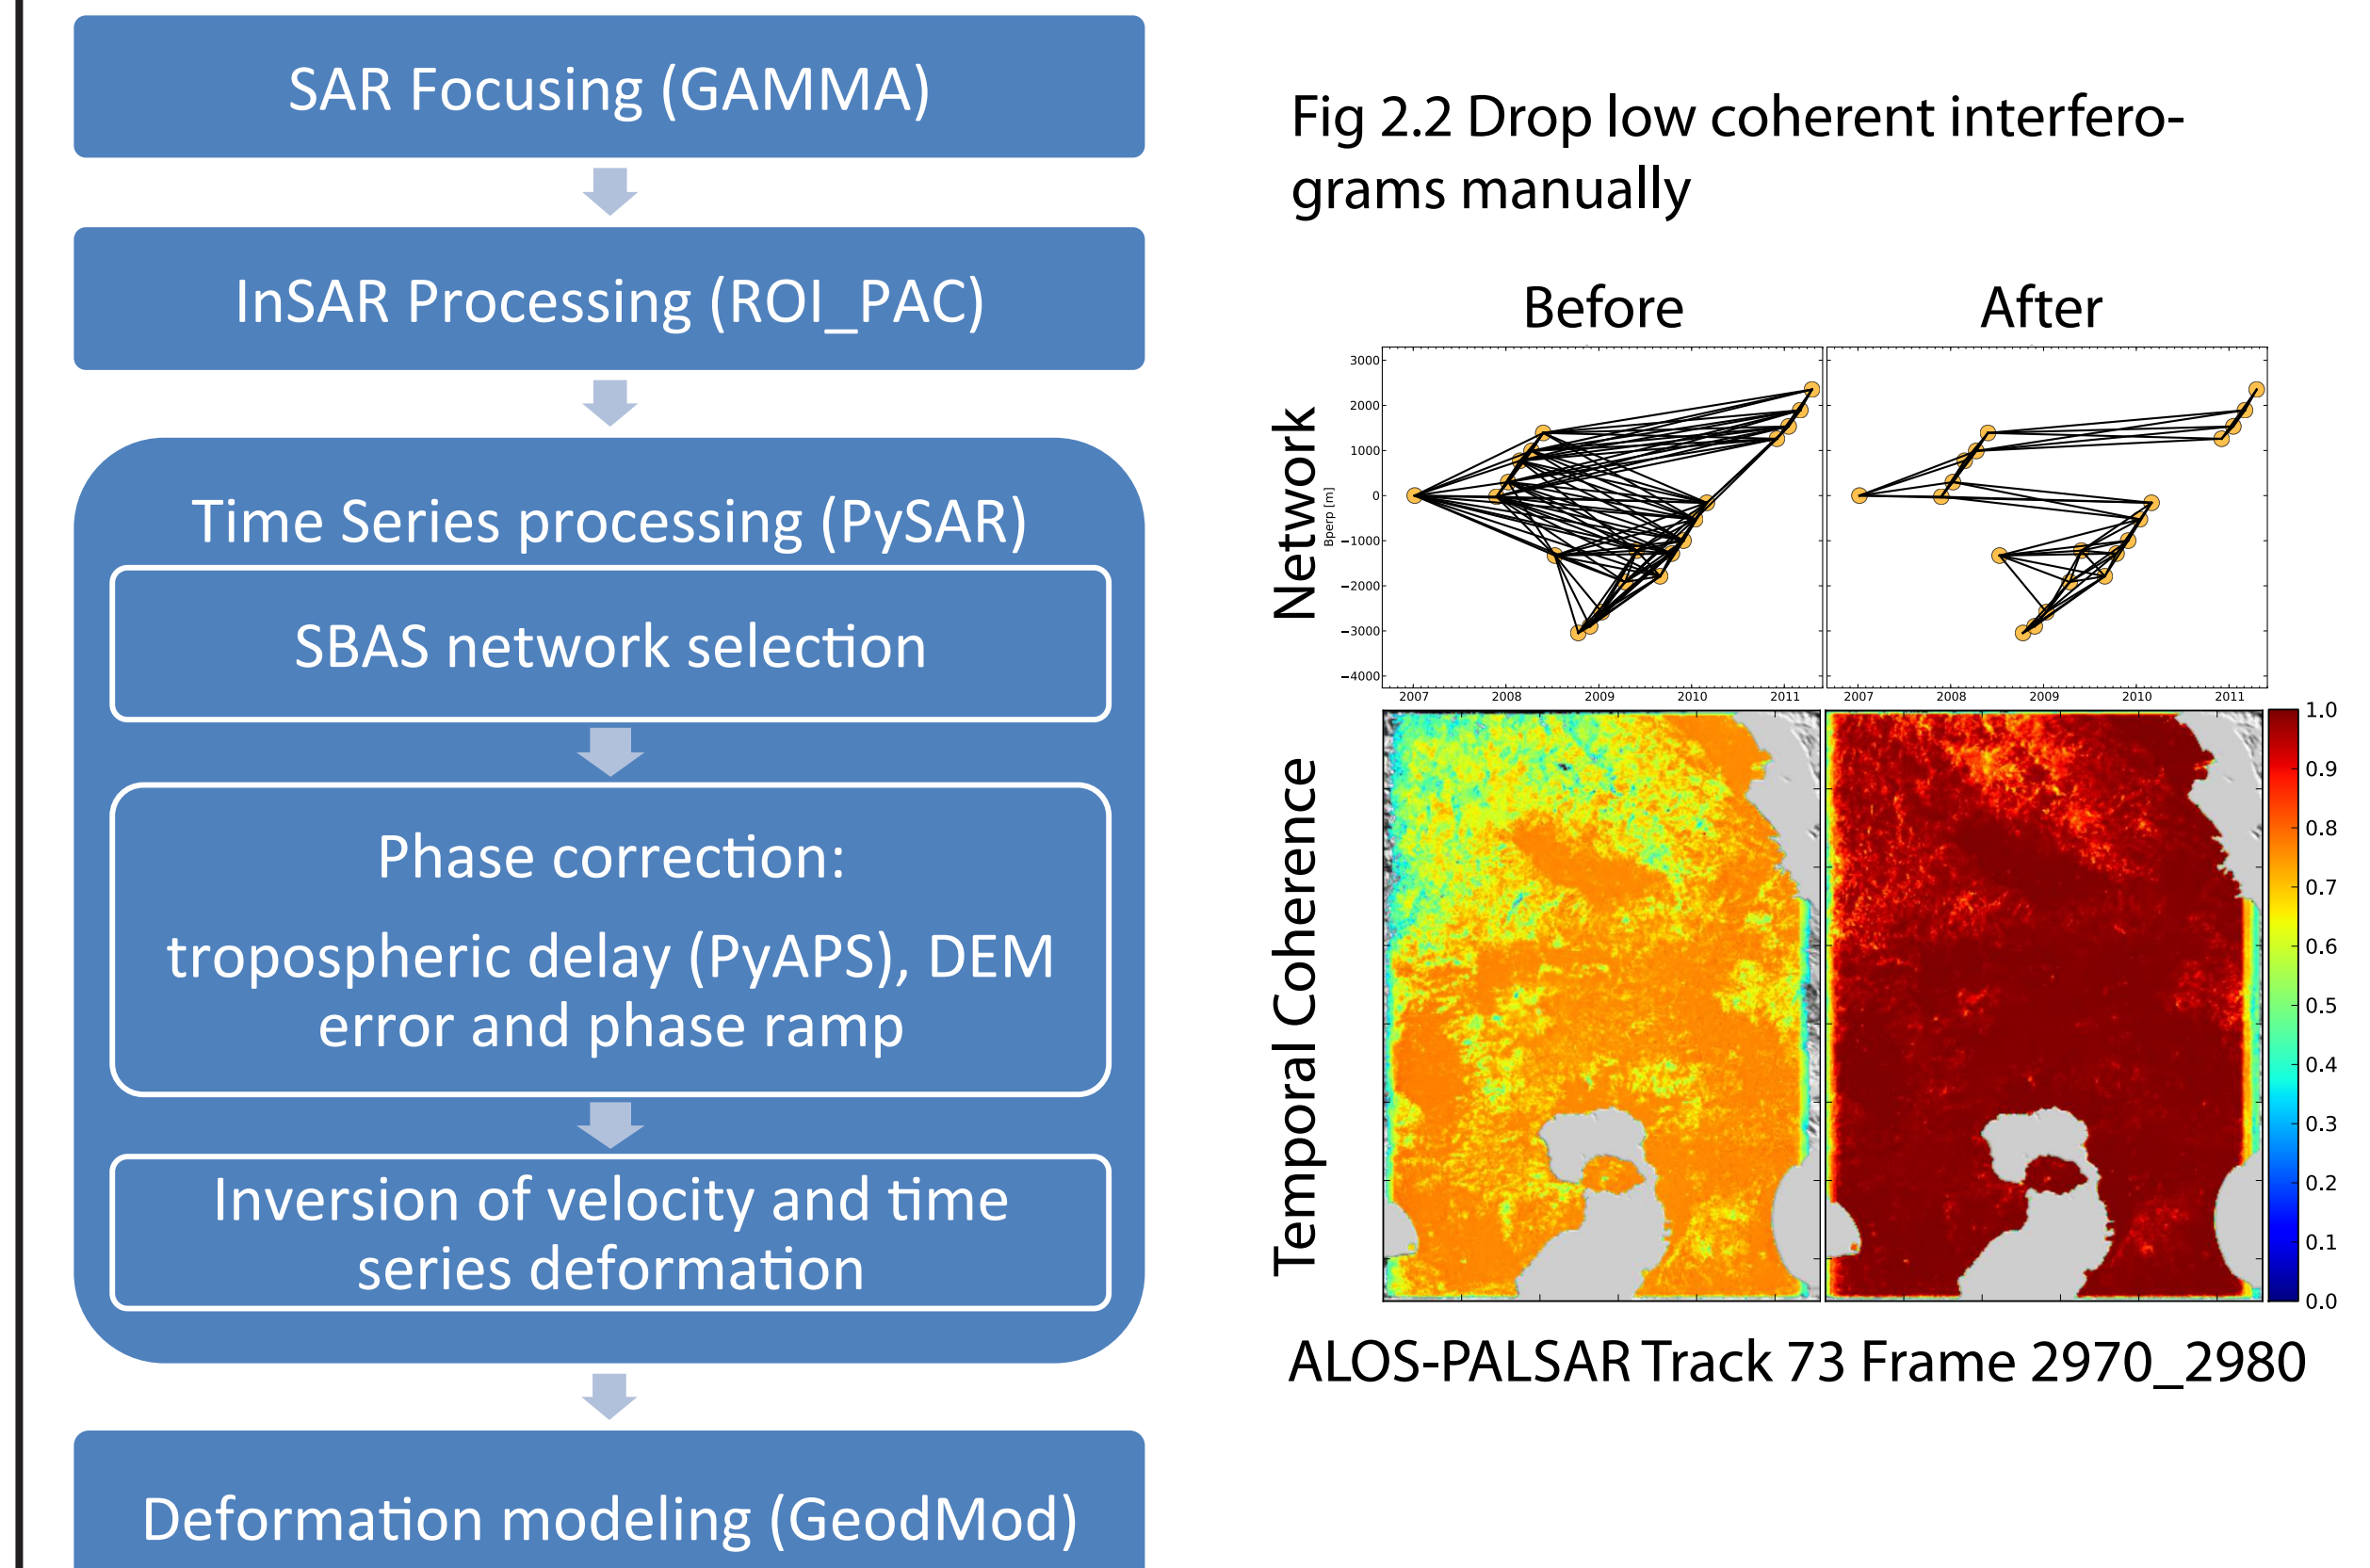 SAR Focusing (GAMMA)
InSAR Processing (ROI_PAC)
Time Series processing (PySAR)
SBAS network selection
Phase correction:
tropospheric delay (PyAPS), DEM
error and phase ramp
Inversion of velocity and time
series deformation
Deformation modeling (GeodMod)
Fig 2.2 Drop low coherent interfero-
grams manually
Before After
Network
Bperp [m]
3000
2000
1000
0
−1000
−2000
−3000
−4000
2007 2008 2009 2010 2011
2007 2008 2009 2010 2011
Temporal Coherence
1.0
0.9
0.8
0.7
0.6
0.5
0.4
0.3
0.2
0.1
0.0
ALOS-PALSAR Track 73 Frame 2970_2980